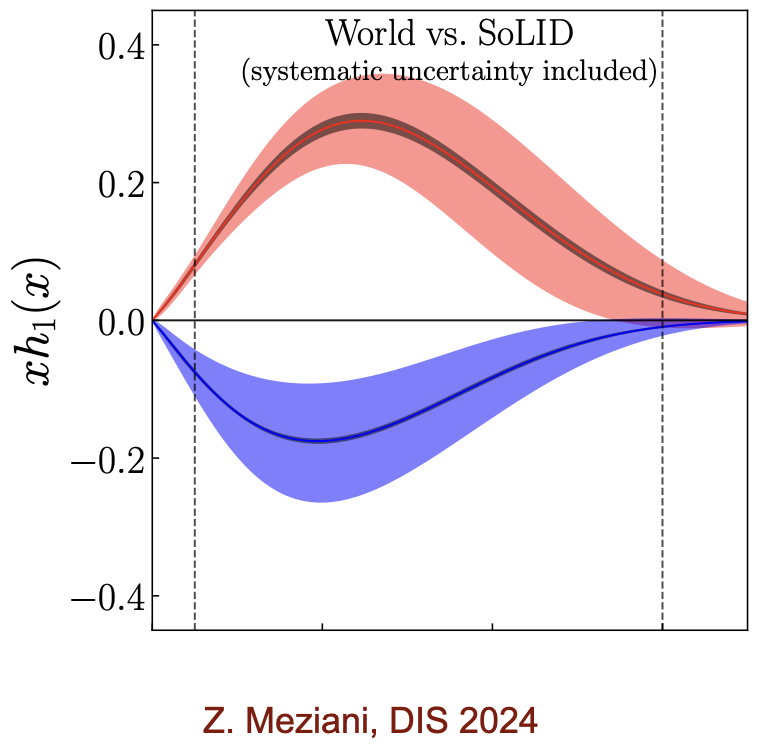 World vs. SoLID
(systematic uncertainty included)
0.4
0.2
0.0
−0.2
−0.4
xh₁(x)
Z. Meziani, DIS 2024